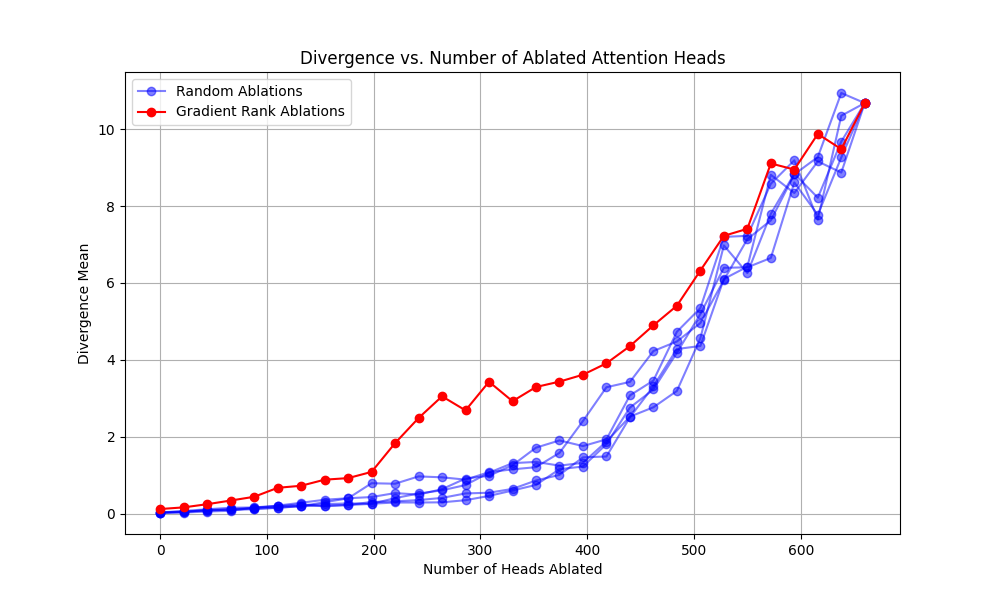 Divergence vs. Number of Ablated Attention Heads
Random Ablations
Gradient Rank Ablations
10
8
6
4
2
0
Divergence Mean
0 100 200 300 400 500 600
Number of Heads Ablated